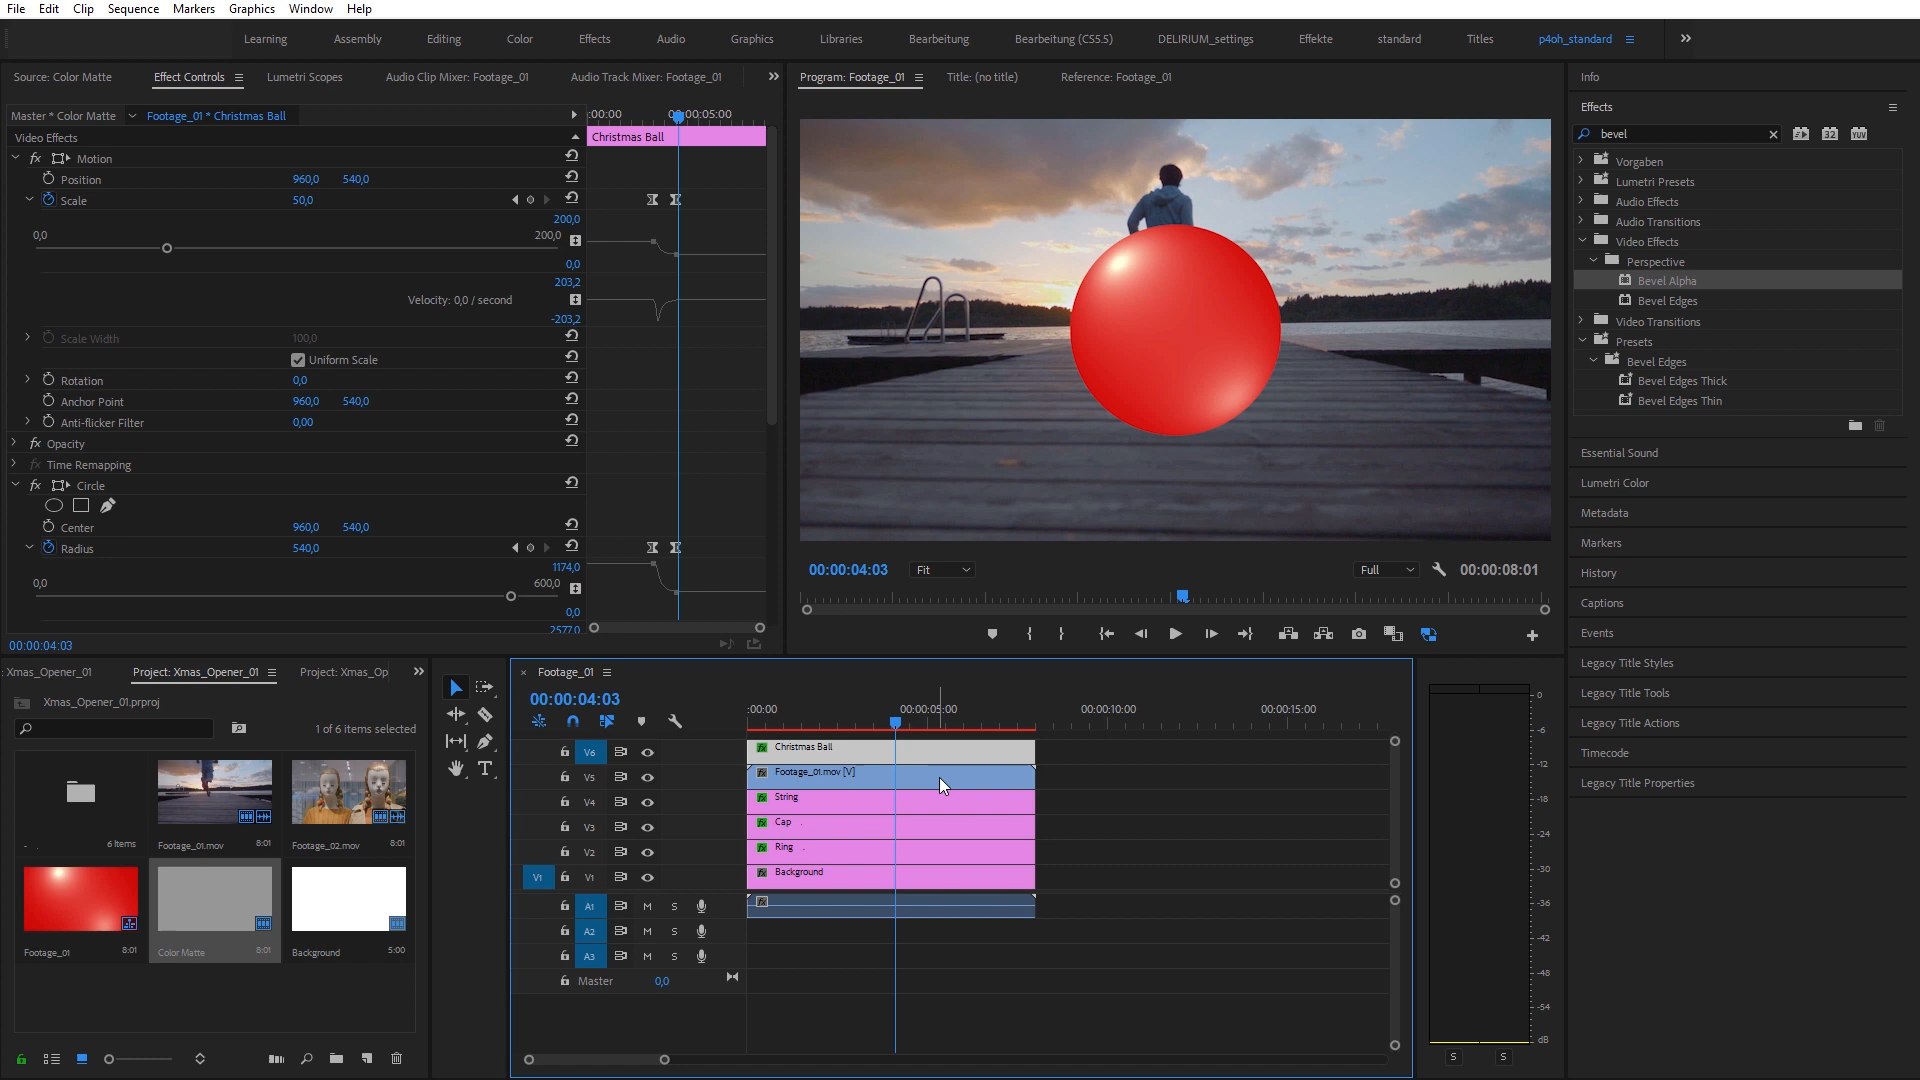 File Edit Clip Sequence Markers Graphics Window Help
Learning Assembly Editing Color Effects Audio Graphics Libraries Bearbeitung Bearbeitung (CS5.5) DELIRIUM_settings Effekte standard Titles p4oh_standard
Source: Color Matte Effect Controls Lumetri Scopes Audio Clip Mixer: Footage_01 Audio Track Mixer: Footage_01
Master * Color Matte Footage_01 * Christmas Ball :00:00 00:00:05:00
Video Effects Christmas Ball
fx Motion
Position 960,0 540,0
Scale 50,0
200,0
0,0 200,0
0,0
203,2
Velocity: 0,0 / second
-203,2
Scale Width 100,0
Uniform Scale
Rotation 0,0
Anchor Point 960,0 540,0
Anti-flicker Filter 0,00
fx Opacity
fx Time Remapping
fx Circle
Center 960,0 540,0
Radius 540,0
1174,0
0,0 600,0
0,0
2577,0
00:00:04:03
Program: Footage_01 Title: (no title) Reference: Footage_01
00:00:04:03 Fit Full 00:00:08:01
Info
Effects
bevel
32 YUV
Vorgaben
Lumetri Presets
Audio Effects
Audio Transitions
Video Effects
Perspective
Bevel Alpha
Bevel Edges
Video Transitions
Presets
Bevel Edges
Bevel Edges Thick
Bevel Edges Thin
Essential Sound
Lumetri Color
Metadata
Markers
History
Captions
Events
Legacy Title Styles
Legacy Title Tools
Legacy Title Actions
Timecode
Legacy Title Properties
: Xmas_Opener_01 Project: Xmas_Opener_01 Project: Xmas_Op
Xmas_Opener_01.prproj
1 of 6 items selected
6 Items Footage_01.mov 8:01 Footage_02.mov 8:01
Footage_01 8:01 Color Matte 8:01 Background 5:00
Footage_01
00:00:04:03
:00:00 00:00:05:00 00:00:10:00 00:00:15:00
V6 fx Christmas Ball
V5 fx Footage_01.mov [V]
V4 fx String
V3 fx Cap
V2 fx Ring
V1 V1 fx Background
A1 M S fx
A2 M S
A3 M S
Master 0,0
0
-6
-12
-18
-24
-30
-36
-42
-48
-54
dB
S S